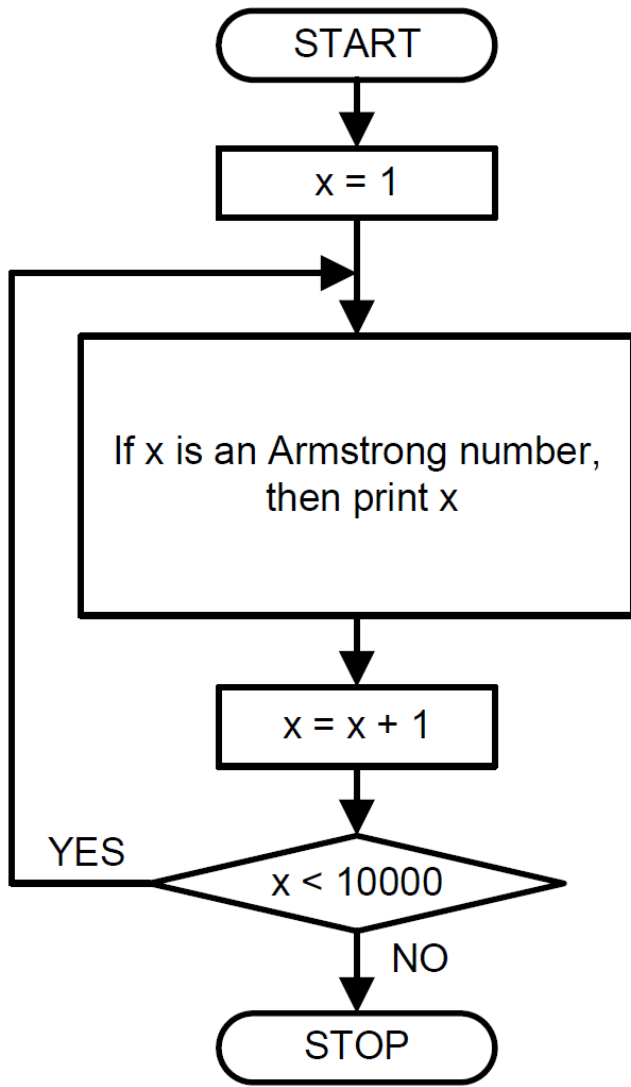 START
x = 1
If x is an Armstrong number,
then print x
x = x + 1
YES
x < 10000
NO
STOP